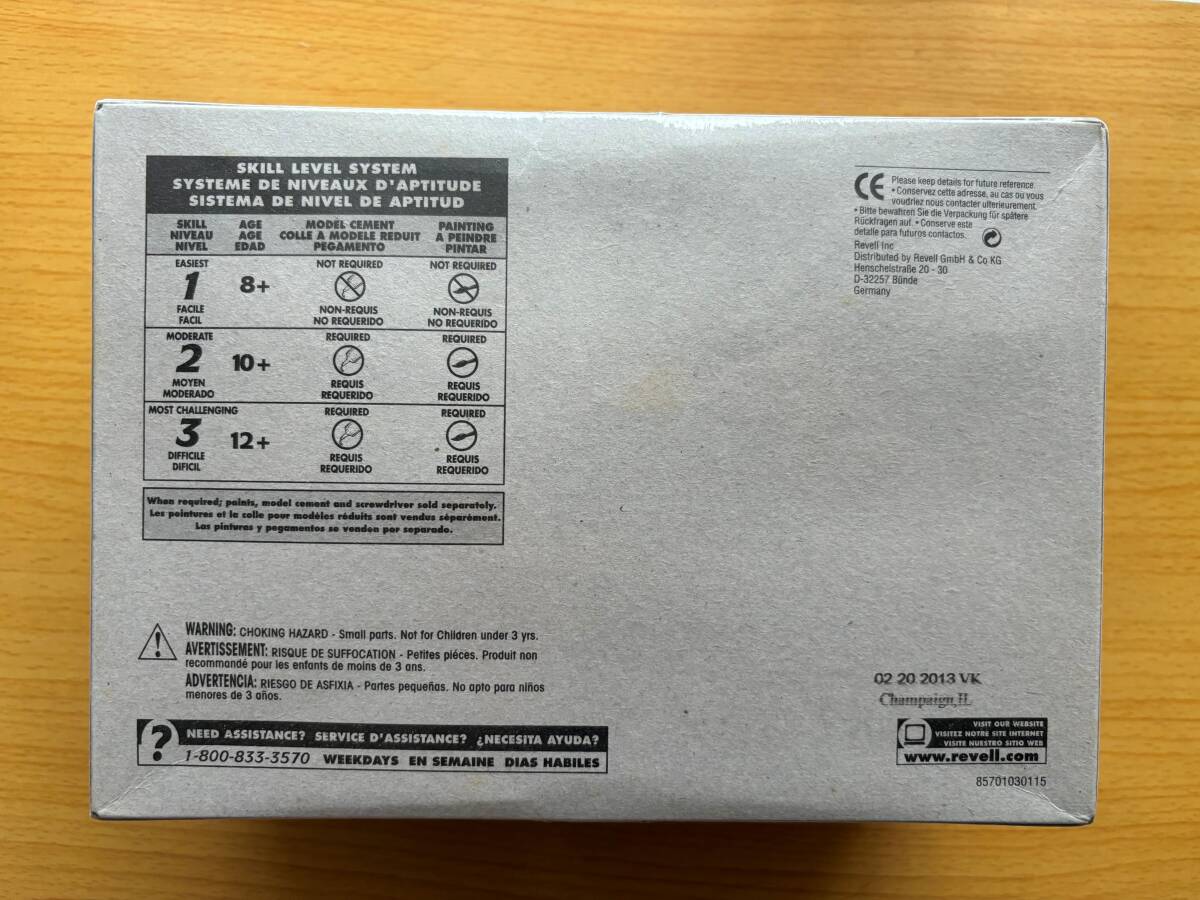 SKILL LEVEL SYSTEM
SYSTEME DE NIVEAUX D'APTITUDE
SISTEMA DE NIVEL DE APTITUD
SKILL
NIVEAU
NIVEL
AGE
AGE
EDAD
MODEL CEMENT
COLLE A MODELE REDUIT
PEGAMENTO
PAINTING
A PEINDRE
PINTAR
EASIEST
1
FACILE
FACIL
8+
NOT REQUIRED
NON-REQUIS
NO REQUERIDO
NOT REQUIRED
NON-REQUIS
NO REQUERIDO
MODERATE
2
MOYEN
MODERADO
10+
REQUIRED
REQUIS
REQUERIDO
REQUIRED
REQUIS
REQUERIDO
MOST CHALLENGING
3
DIFFICILE
DIFICIL
12+
REQUIRED
REQUIS
REQUERIDO
REQUIRED
REQUIS
REQUERIDO
When required; paints, model cement and screwdriver sold separately.
Les peintures et la colle pour modèles réduits sont vendus séparément.
Las pinturas y pegamentos se venden por separado.
CE
Please keep details for future reference.
• Conservez cette adresse, au cas ou vous
voudriez nous contacter ulterieurement.
• Bitte bewahren Sie die Verpackung für spätere
Rückfragen auf. • Conserve este
detalle para futuros contactos.
Revell Inc
Distributed by Revell GmbH & Co KG
Henschelstraße 20 - 30
D-32257 Bünde
Germany
WARNING: CHOKING HAZARD - Small parts. Not for Children under 3 yrs.
AVERTISSEMENT: RISQUE DE SUFFOCATION - Petites piéces. Produit non
recommandé pour les enfants de moins de 3 ans.
ADVERTENCIA: RIESGO DE ASFIXIA - Partes pequeñas. No apto para niños
menores de 3 años.
? NEED ASSISTANCE? SERVICE D'ASSISTANCE? ¿NECESITA AYUDA?
1-800-833-3570 WEEKDAYS EN SEMAINE DIAS HABILES
02 20 2013 VK
Champaign, IL
VISIT OUR WEBSITE
VISITEZ NOTRE SITE INTERNET
VISITE NUESTRO SITIO WEB
www.revell.com
85701030115